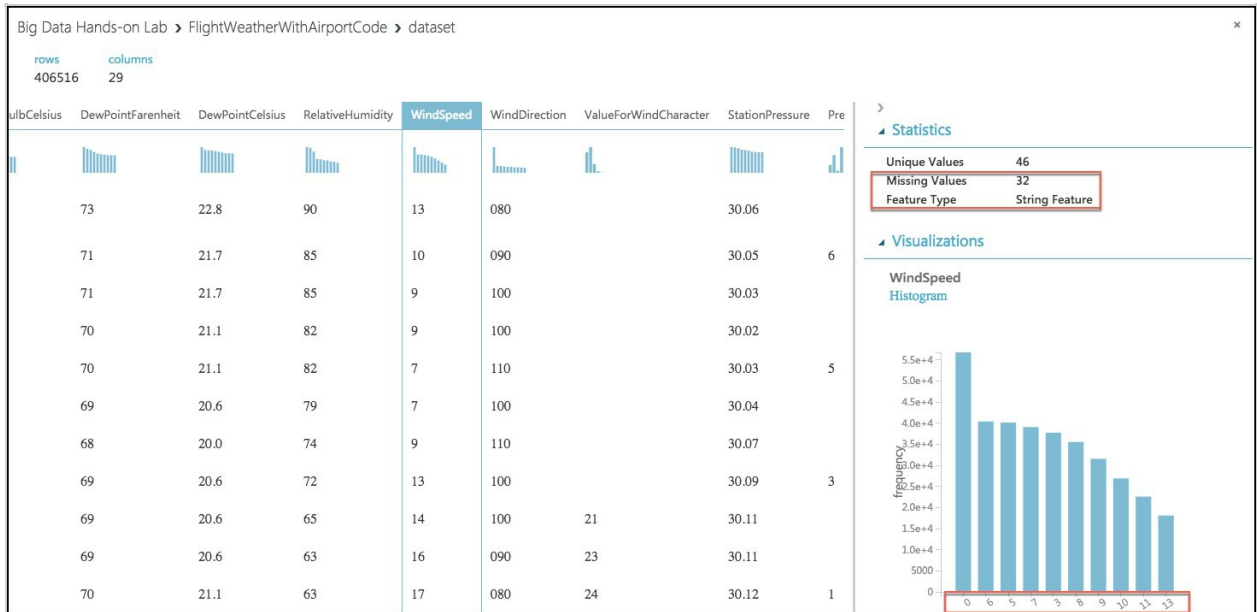 Big Data Hands-on Lab > FlightWeatherWithAirportCode > dataset ×
rows columns
406516 29
ulbCelsius DewPointFarenheit DewPointCelsius RelativeHumidity WindSpeed WindDirection ValueForWindCharacter StationPressure Pre
73 22.8 90 13 080 30.06
71 21.7 85 10 090 30.05 6
71 21.7 85 9 100 30.03
70 21.1 82 9 100 30.02
70 21.1 82 7 110 30.03 5
69 20.6 79 7 100 30.04
68 20.0 74 9 110 30.07
69 20.6 72 13 100 30.09 3
69 20.6 65 14 100 21 30.11
69 20.6 63 16 090 23 30.11
70 21.1 63 17 080 24 30.12 1
Statistics
Unique Values 46
Missing Values 32
Feature Type String Feature
Visualizations
WindSpeed
Histogram
frequency
5.5e+4
5.0e+4
4.5e+4
4.0e+4
3.5e+4
3.0e+4
2.5e+4
2.0e+4
1.5e+4
1.0e+4
5000
0
0 6 5 7 3 8 9 10 11 13